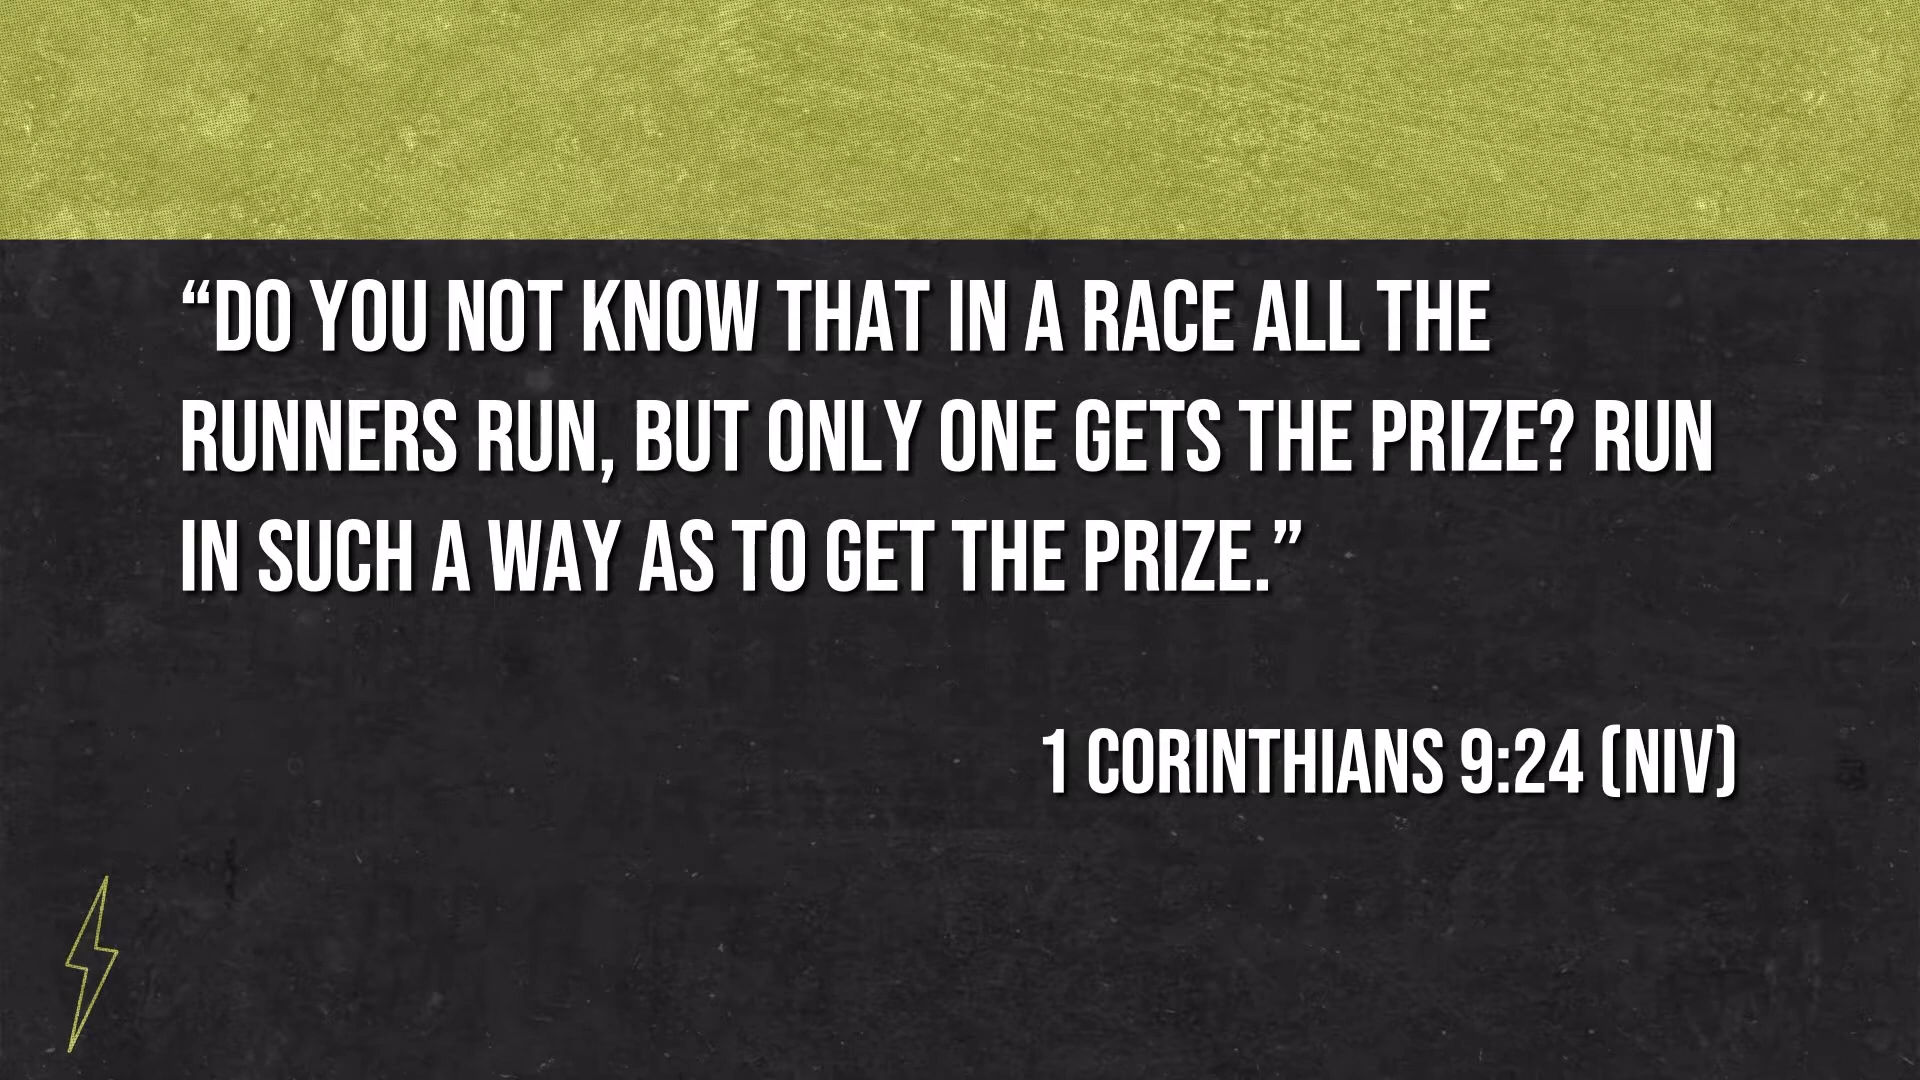 “DO YOU NOT KNOW THAT IN A RACE ALL THE
RUNNERS RUN, BUT ONLY ONE GETS THE PRIZE? RUN
IN SUCH A WAY AS TO GET THE PRIZE.”
1 CORINTHIANS 9:24 (NIV)